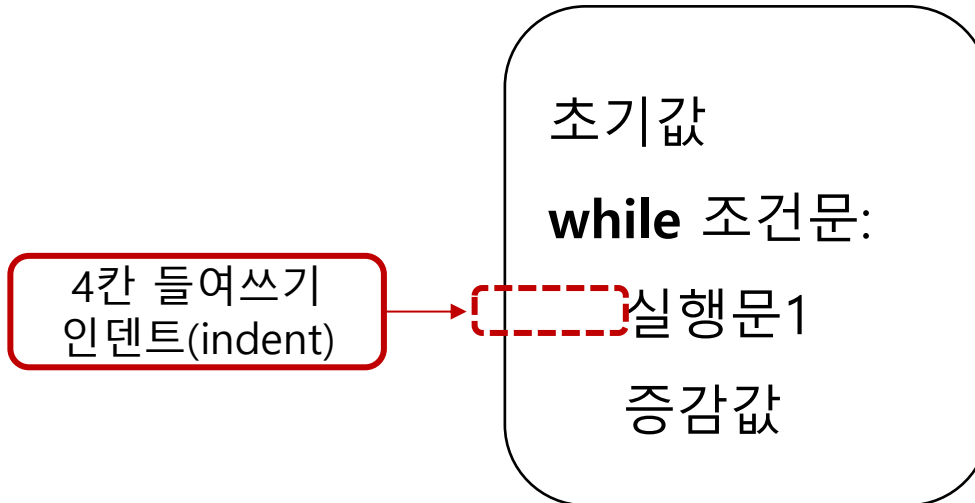 4칸 들여쓰기
인덴트(indent)
초기값
while 조건문:
실행문1
증감값